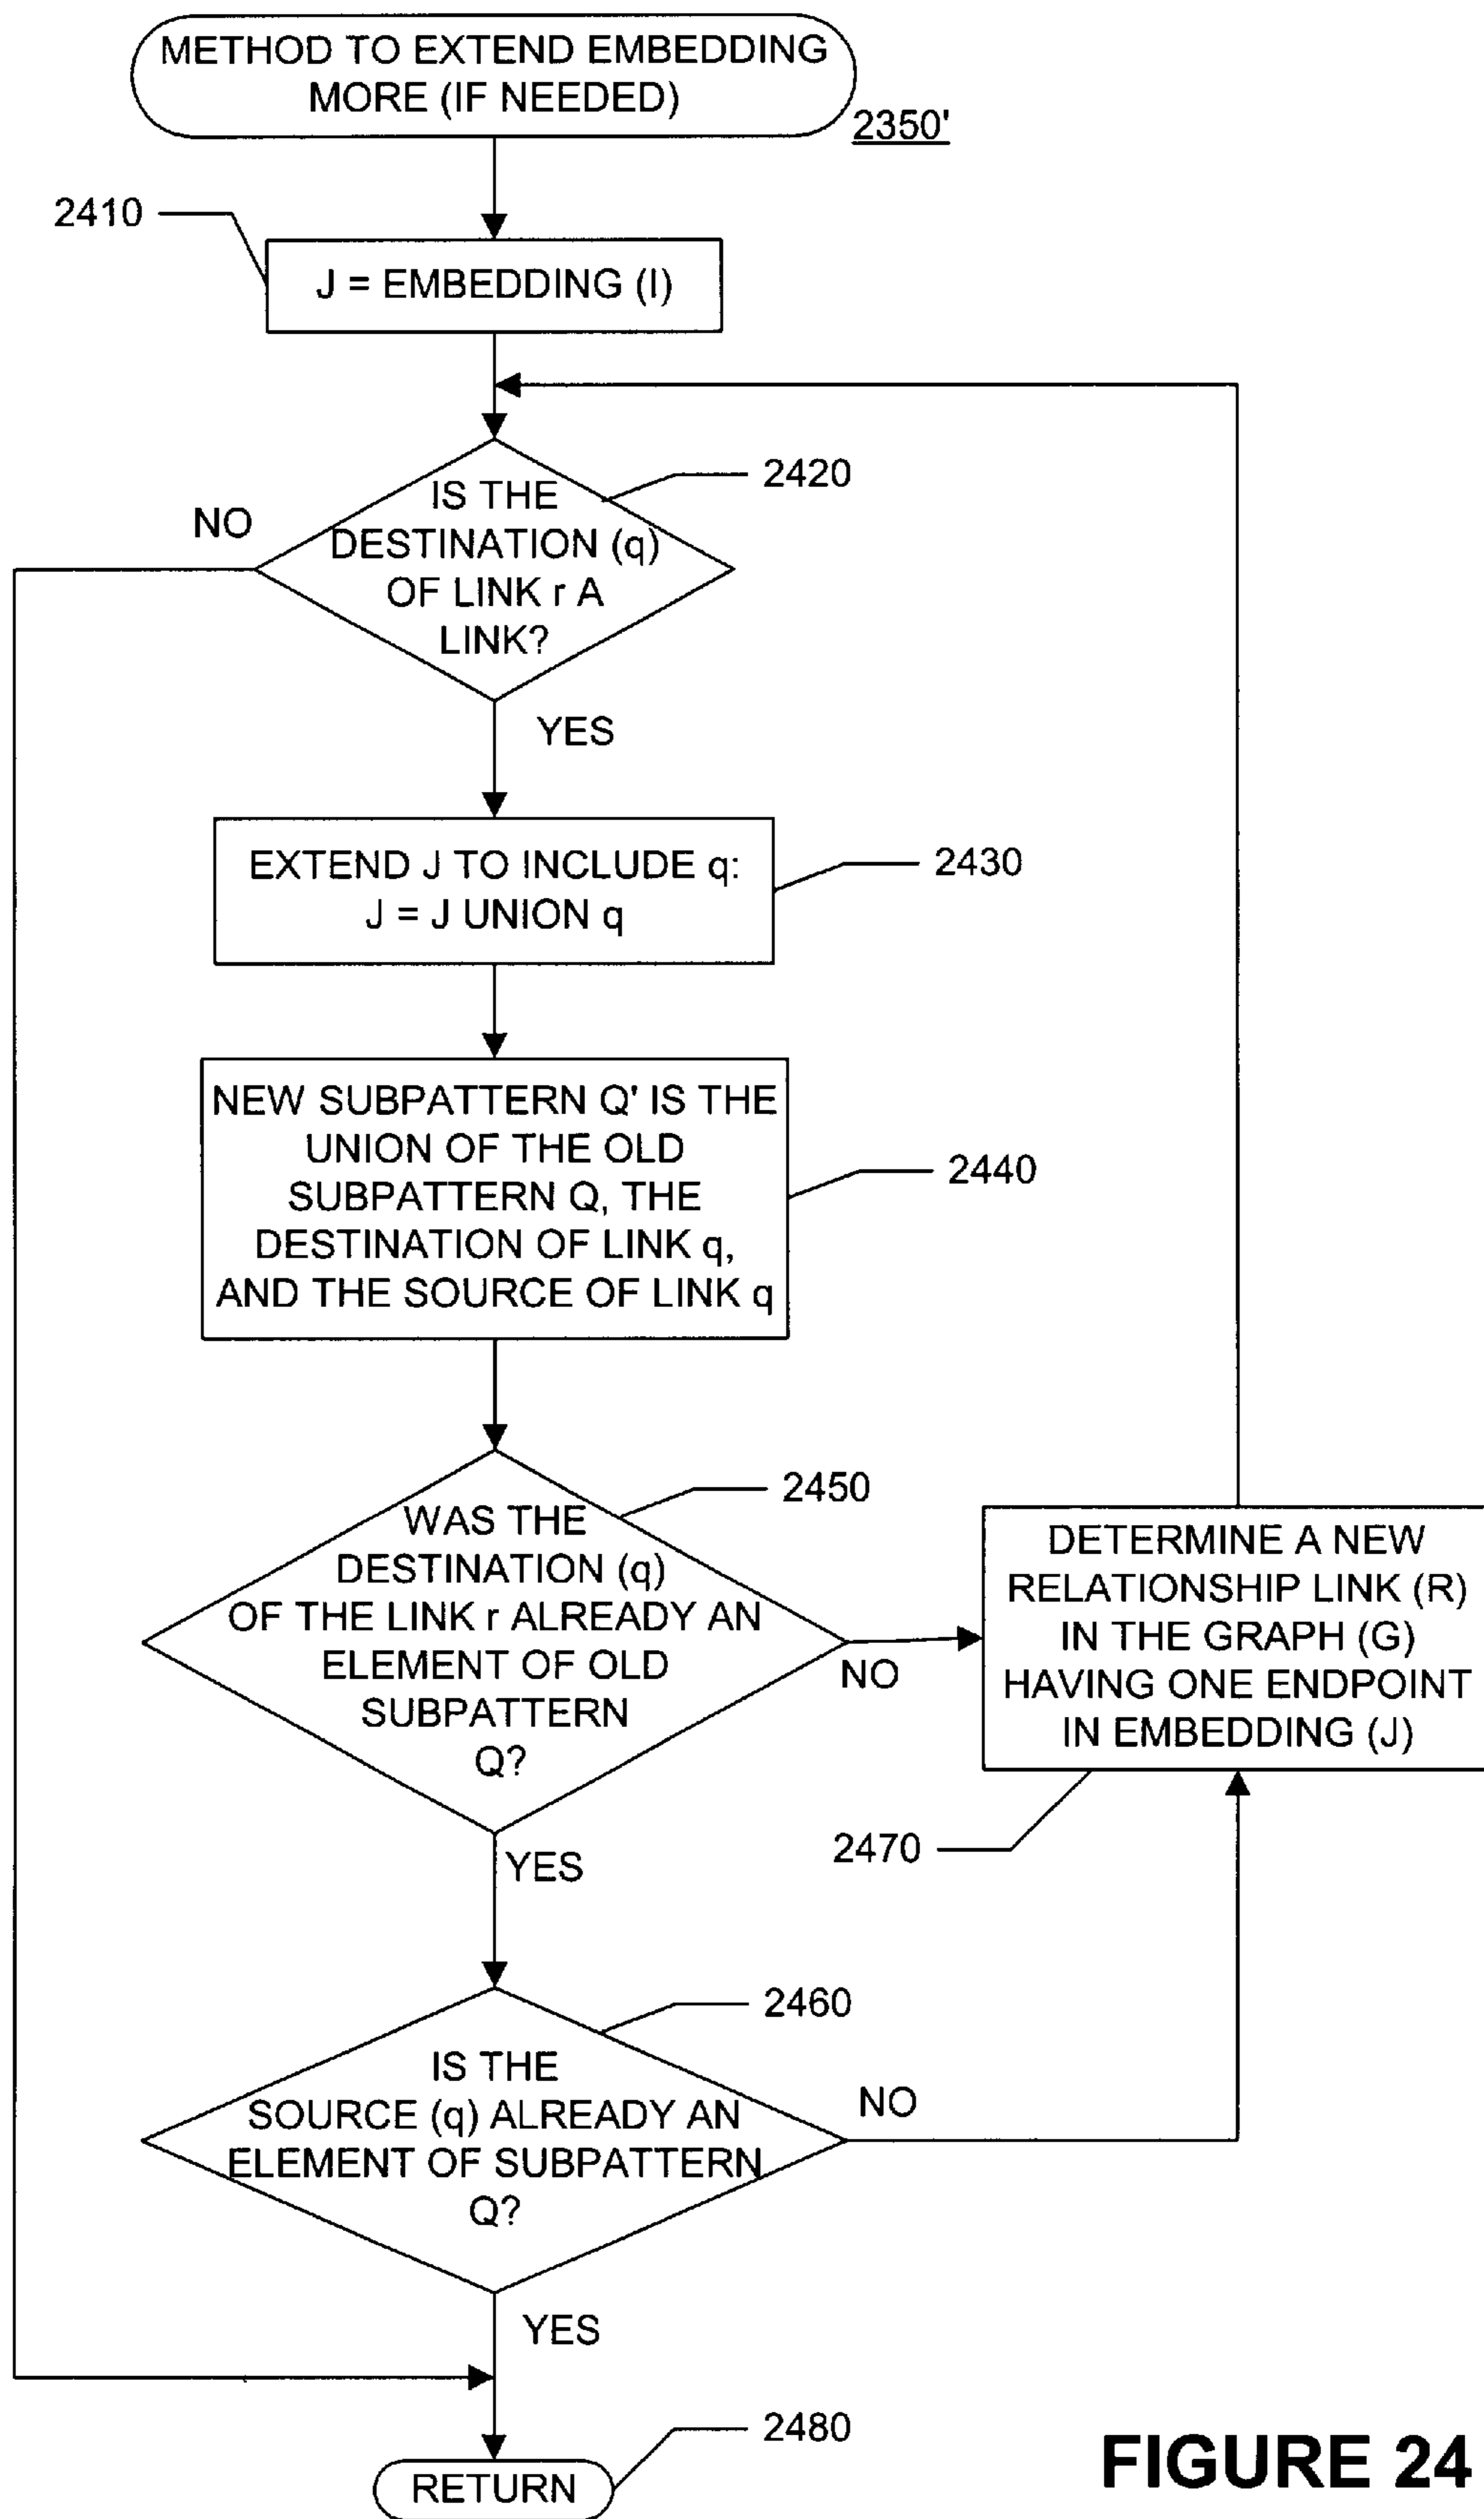 METHOD TO EXTEND EMBEDDING
MORE (IF NEEDED)
2350'
2410
J = EMBEDDING (I)
2420
NO
IS THE
DESTINATION (q)
OF LINK r A
LINK?
YES
EXTEND J TO INCLUDE q:
J = J UNION q
2430
NEW SUBPATTERN Q' IS THE
UNION OF THE OLD
SUBPATTERN Q, THE
DESTINATION OF LINK q,
AND THE SOURCE OF LINK q
2440
2450
WAS THE
DESTINATION (q)
OF THE LINK r ALREADY AN
ELEMENT OF OLD
SUBPATTERN
Q?
NO
DETERMINE A NEW
RELATIONSHIP LINK (R)
IN THE GRAPH (G)
HAVING ONE ENDPOINT
IN EMBEDDING (J)
2470
YES
2460
IS THE
SOURCE (q) ALREADY AN
ELEMENT OF SUBPATTERN
Q?
NO
YES
2480
RETURN
FIGURE 24